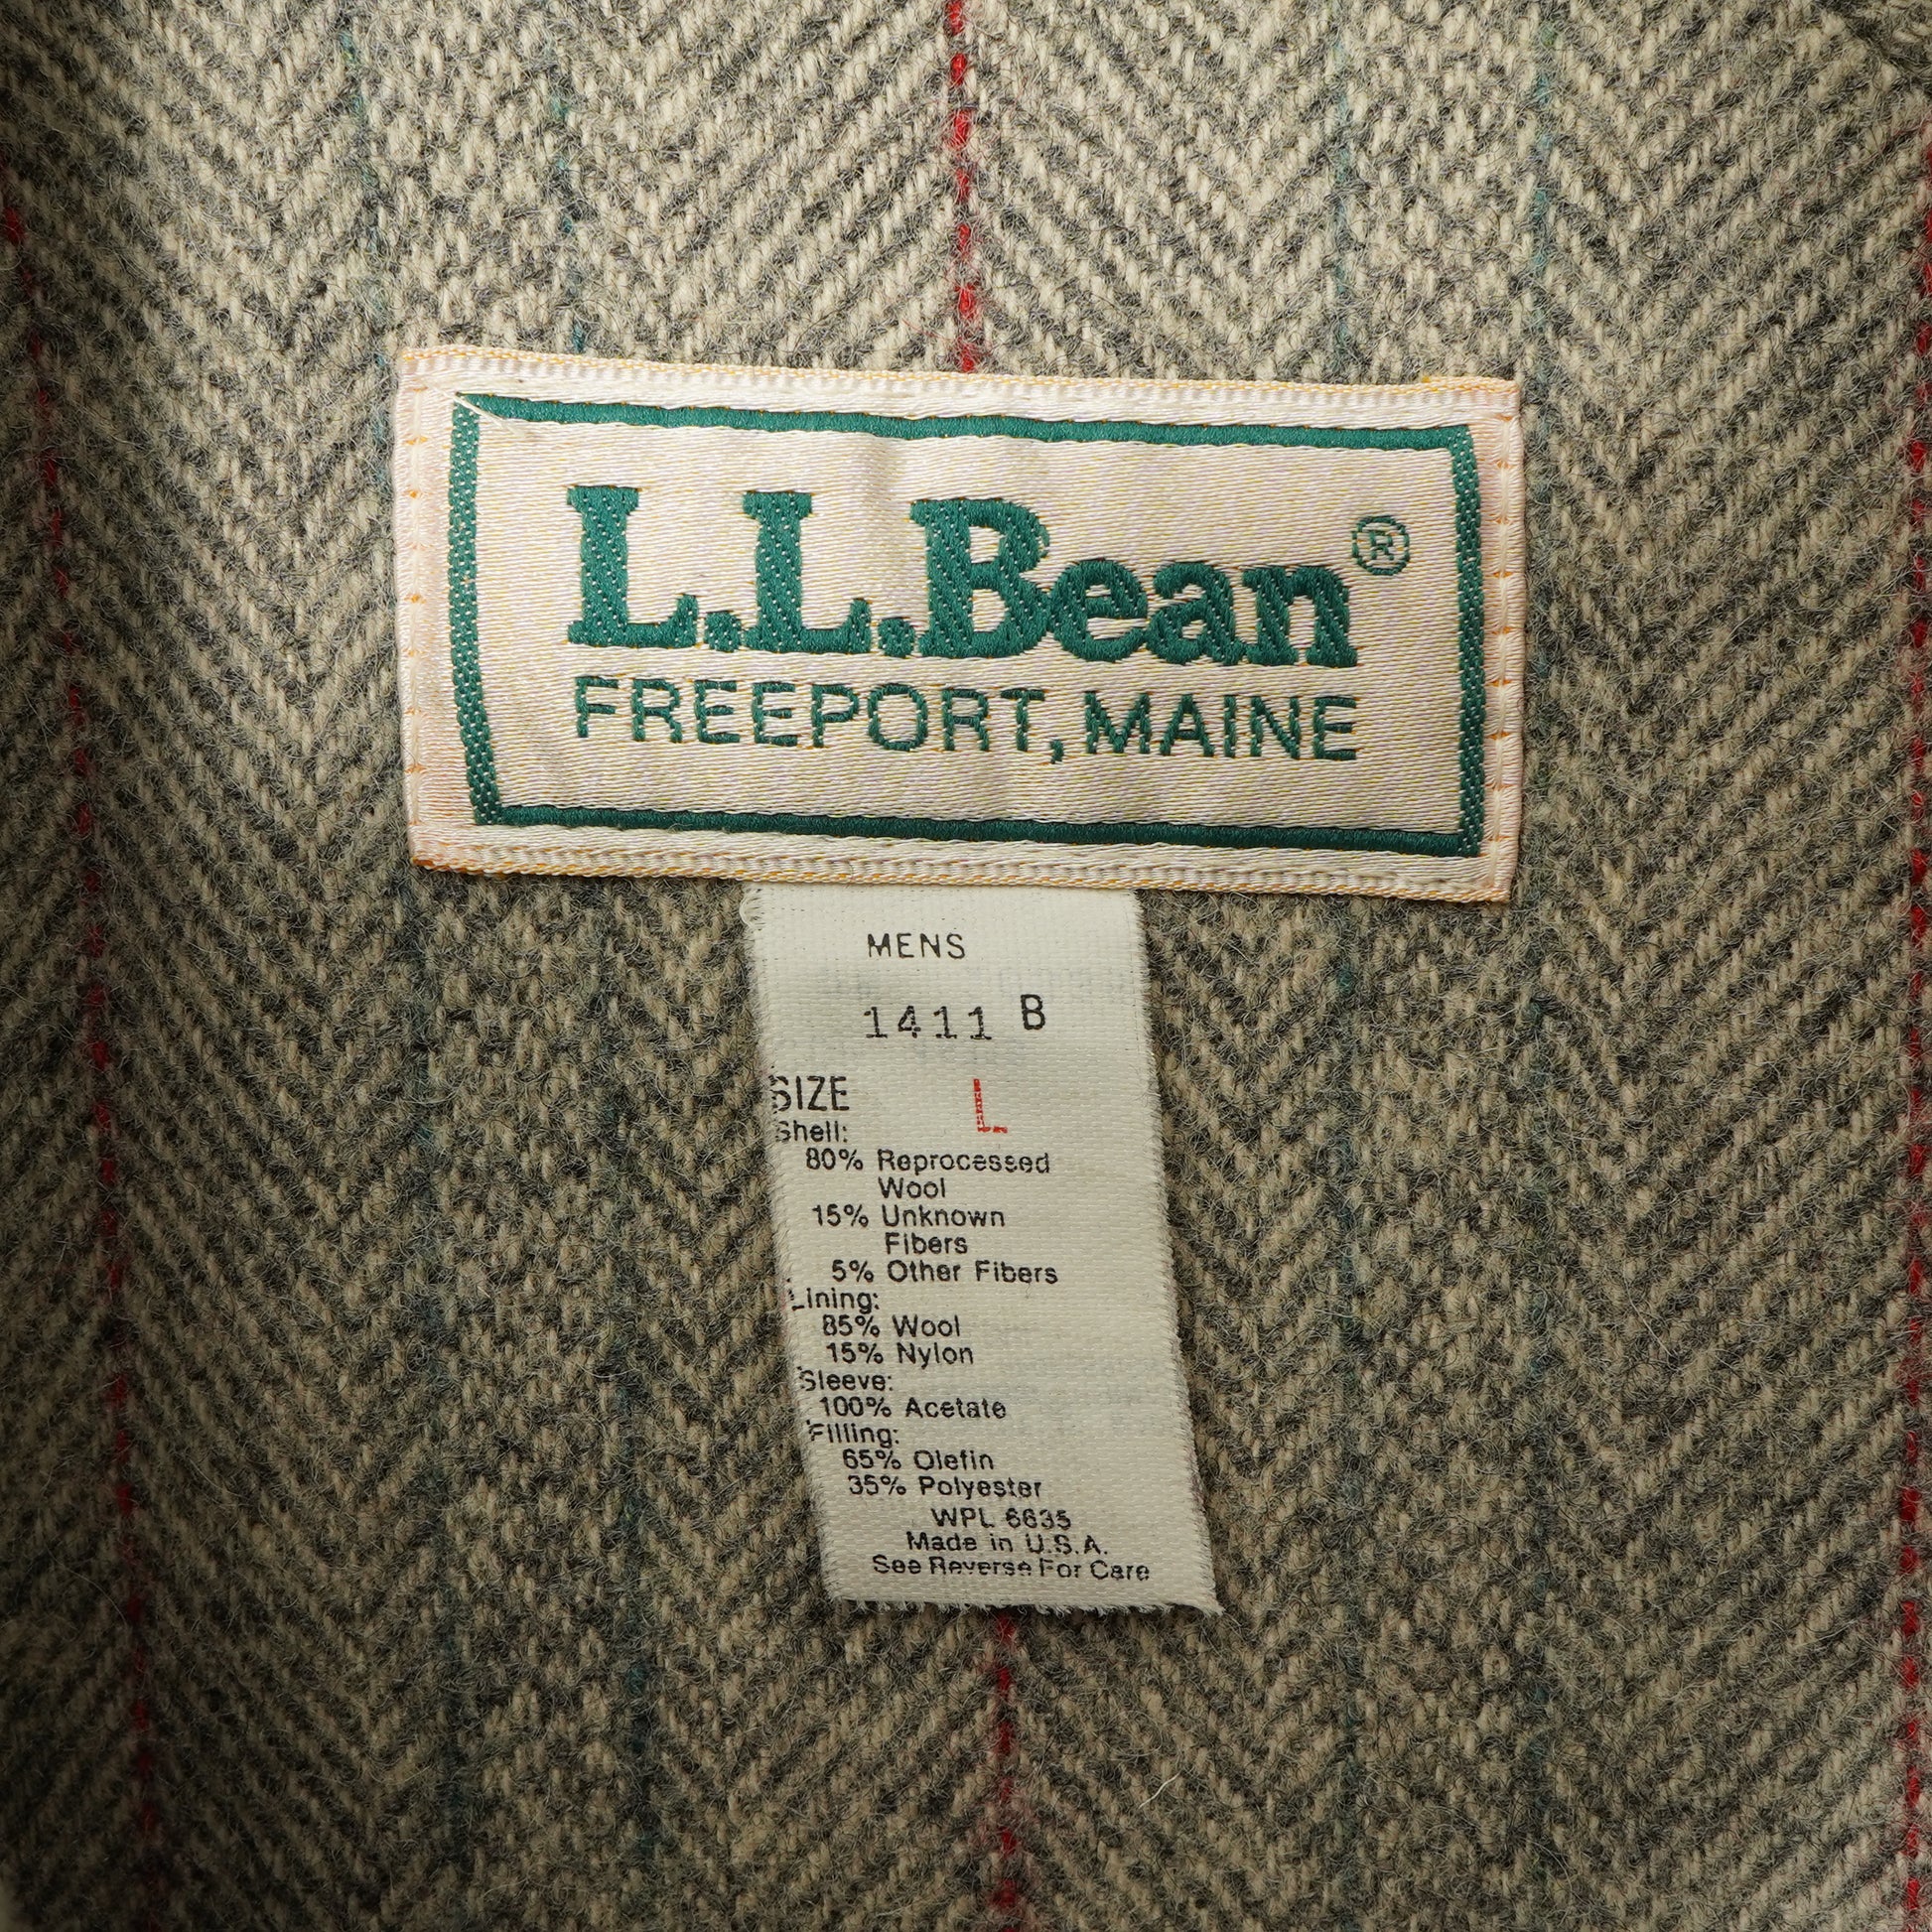 L.L.Bean®
FREEPORT, MAINE
MENS
1411 B
SIZE L
Shell:
80% Reprocessed
Wool
15% Unknown
Fibers
5% Other Fibers
Lining:
85% Wool
15% Nylon
Sleeve:
100% Acetate
Filling:
65% Olefin
35% Polyester
WPL 6635
Made in U.S.A.
See Reverse For Care